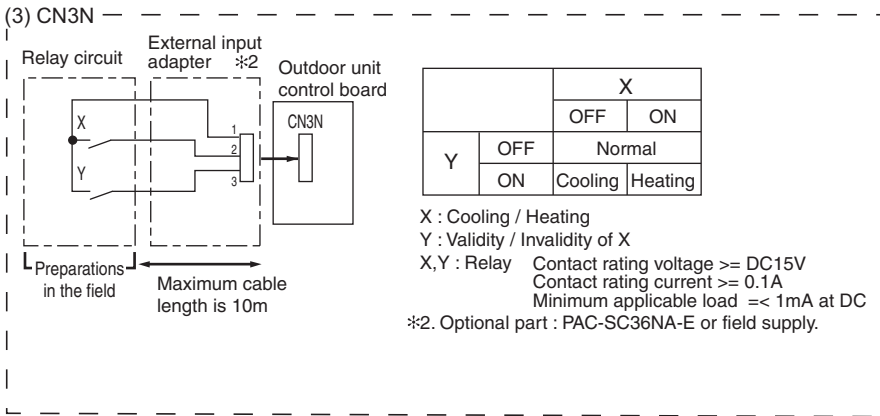 (3) CN3N
Relay circuit
External input
adapter ✻2
Outdoor unit
control board
X
Y
1
2
3
CN3N
Preparations
in the field
Maximum cable
length is 10m
X
OFF ON
Y OFF Normal
ON Cooling Heating
X : Cooling / Heating
Y : Validity / Invalidity of X
X,Y : Relay Contact rating voltage >= DC15V
Contact rating current >= 0.1A
Minimum applicable load =< 1mA at DC
✻2. Optional part : PAC-SC36NA-E or field supply.